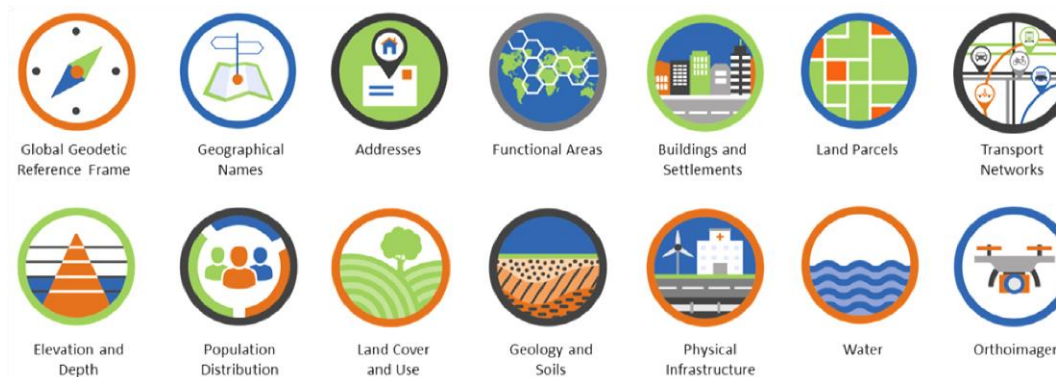 Global Geodetic
Reference Frame
Geographical
Names
Addresses
Functional Areas
Buildings and
Settlements
Land Parcels
Transport
Networks
Elevation and
Depth
Population
Distribution
Land Cover
and Use
Geology and
Soils
Physical
Infrastructure
Water
Orthoimager